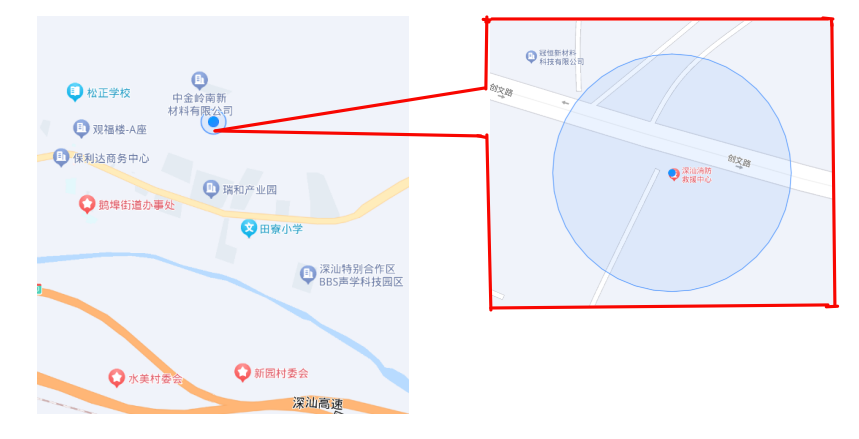 松正学校
中金岭南新
材料有限公司
观福楼-A座
保利达商务中心
瑞和产业园
鹅埠街道办事处
田寮小学
深汕特别合作区
BBS声学科技园区
水美村委会
新园村委会
深汕高速
冠恒新材料
科技有限公司
创文路
创文路
深汕消防
救援中心